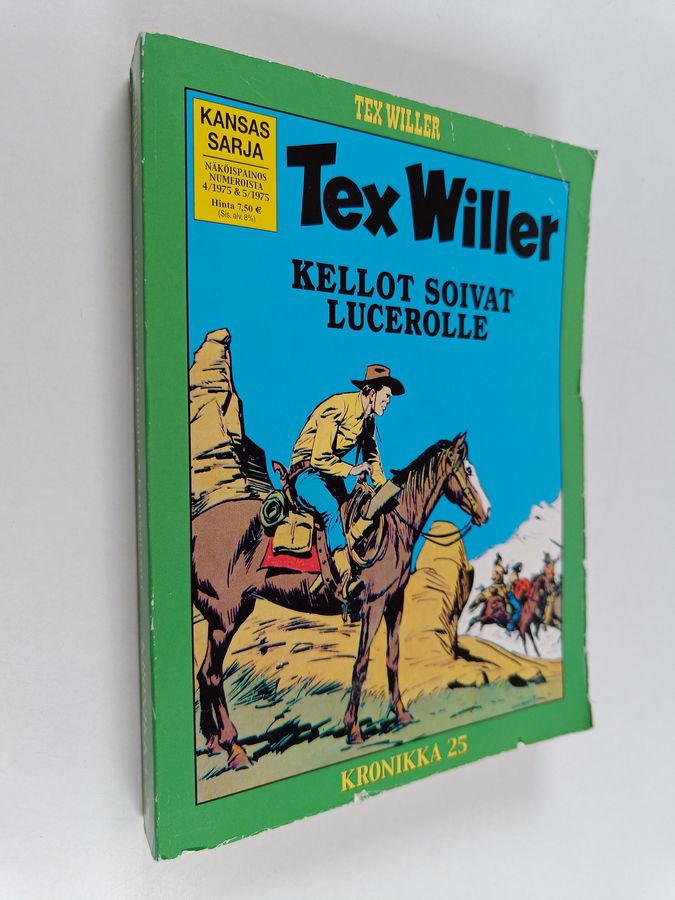 TEX WILLER
KANSAS
SARJA
NÄKÖISPAINOS
NUMEROISTA
4/1975 & 5/1975
Hinta 7,50 €
(Sis. alv. 8%)
Tex Willer
KELLOT SOIVAT
LUCEROLLE
KRONIKKA 25